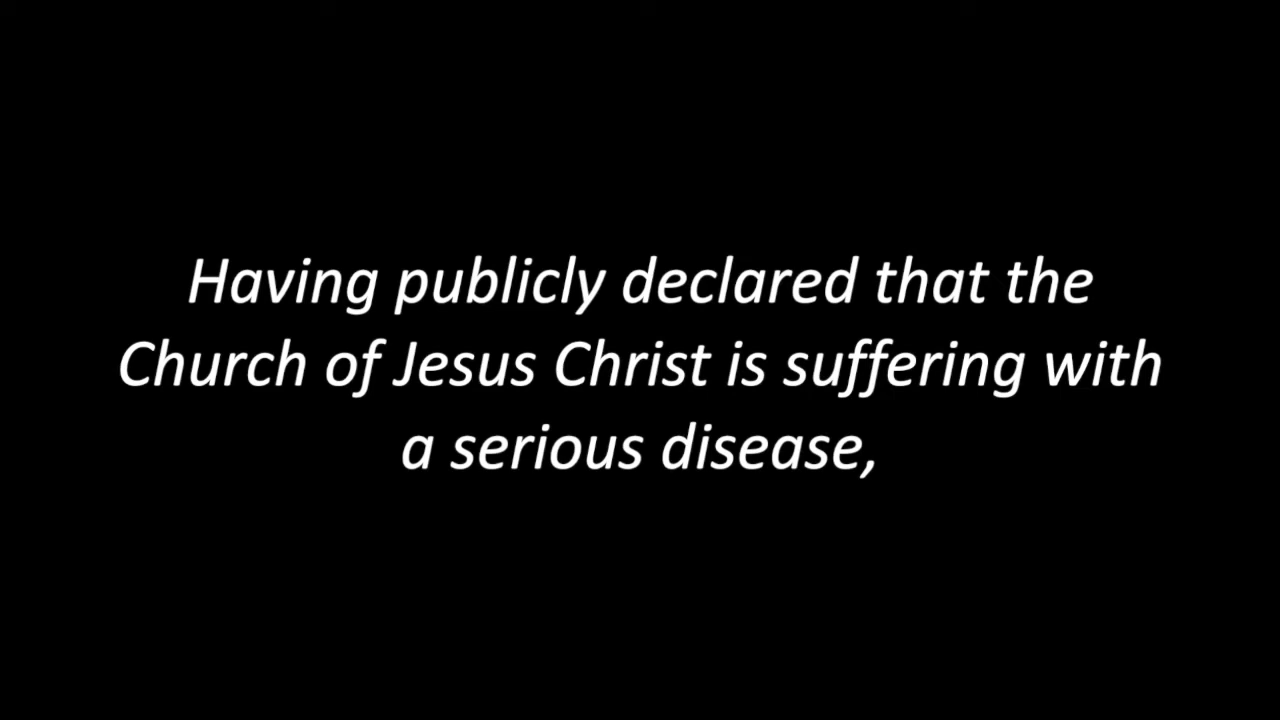 Having publicly declared that the
Church of Jesus Christ is suffering with
a serious disease,